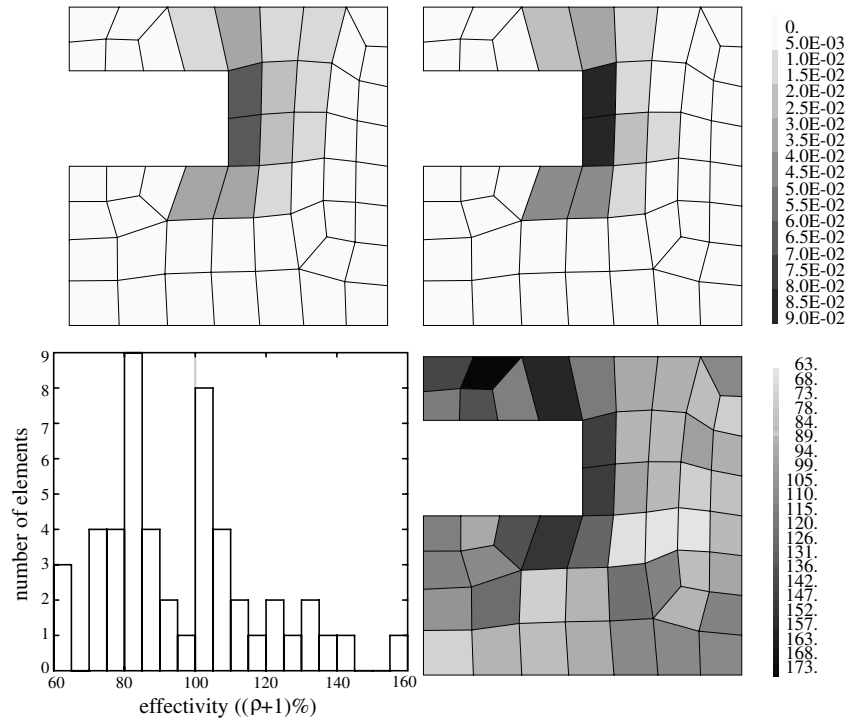 0.
5.0E-03
1.0E-02
1.5E-02
2.0E-02
2.5E-02
3.0E-02
4.0E-02
4.5E-02
5.0E-02
5.5E-02
6.0E-02
6.5E-02
7.0E-02
7.5E-02
8.0E-02
8.5E-02
9.0E-02
9
8
7
6
5
4
3
2
1
0
number of elements
60 80 100 120 140 160
effectivity ((ρ+1)%)
63.
68.
73.
78.
84.
89.
94.
99.
105.
110.
115.
120.
126.
131.
136.
142.
147.
152.
157.
163.
168.
173.